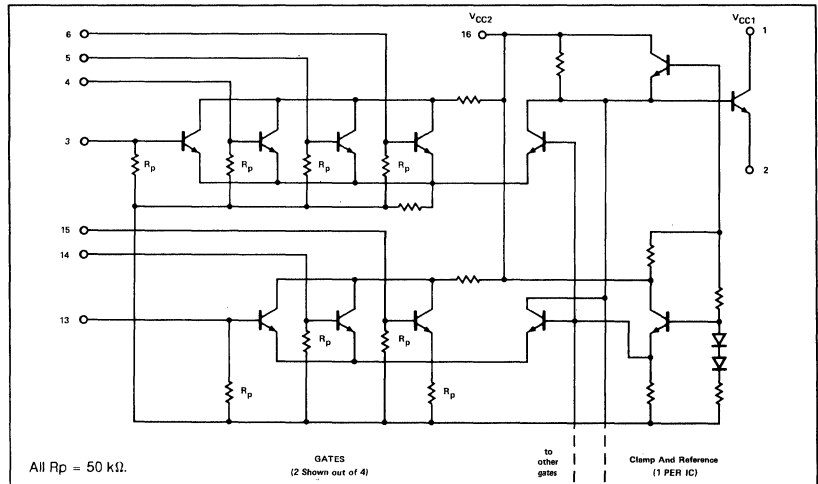 VCC2
VCC1
6
16
1
5
4
3
Rp
Rp
Rp
Rp
2
15
14
13
Rp
Rp
Rp
Rp
All Rp = 50 kΩ.
GATES
(2 Shown out of 4)
to
other
gates
Clamp And Reference
(1 PER IC)